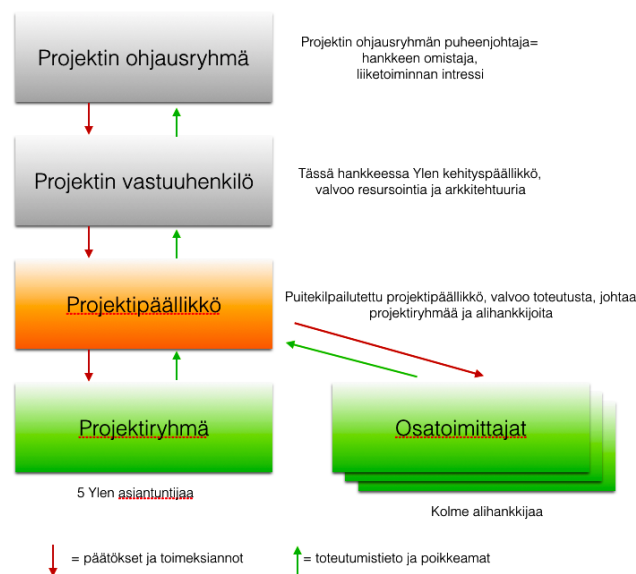 Projektin ohjausryhmä
Projektin ohjausryhmän puheenjohtaja=
hankkeen omistaja,
liiketoiminnan intressi
Projektin vastuuhenkilö
Tässä hankkeessa Ylen kehityspäällikkö,
valvoo resursointia ja arkkitehtuuria
Projektipäällikkö
Puitekilpailutettu projektipäällikkö, valvoo toteutusta, johtaa
projektiryhmää ja alihankkijoita
Projektiryhmä
Osatoimittajat
5 Ylen asiantuntijaa
Kolme alihankkijaa
= päätökset ja toimeksiannot
= toteutumistieto ja poikkeamat